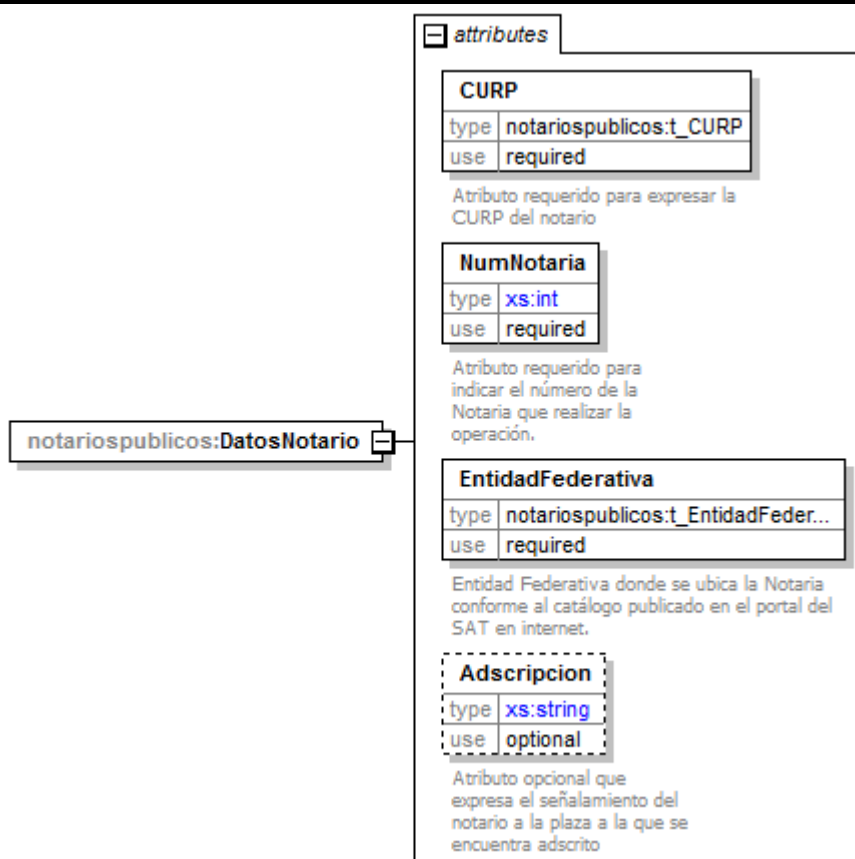 attributes
CURP
type notariospublicos:t_CURP
use required
Atributo requerido para expresar la
CURP del notario
NumNotaria
type xs:int
use required
Atributo requerido para
indicar el número de la
Notaria que realizar la
operación.
notariospublicos:DatosNotario
EntidadFederativa
type notariospublicos:t_EntidadFeder...
use required
Entidad Federativa donde se ubica la Notaria
conforme al catálogo publicado en el portal del
SAT en internet.
Adscripcion
type xs:string
use optional
Atributo opcional que
expresa el señalamiento del
notario a la plaza a la que se
encuentra adscrito